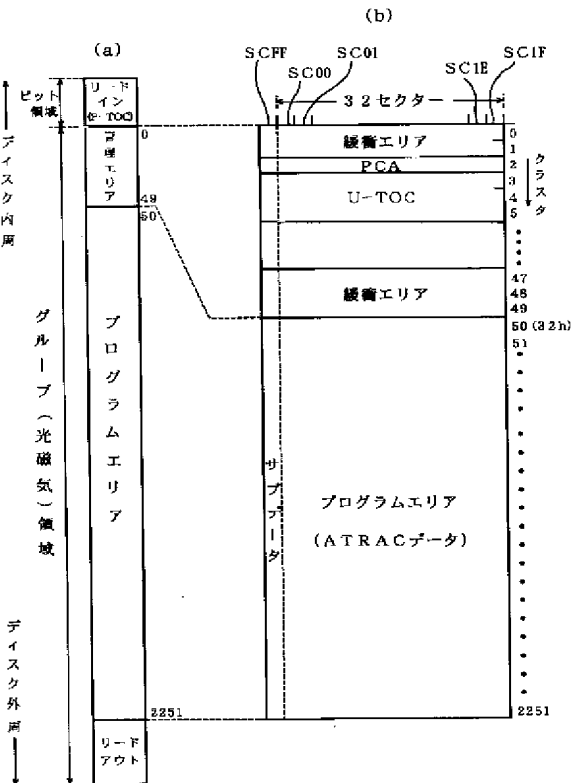 (b)
(a)
SCFF
SC00
SC01
SC1E
SC1F
32セクター
ピット
領域
リード
イン
(P-TOC)
管理エリア
0
49
50
プログラムエリア
2251
リード
アウト
ディスク内周
グルーブ(光磁気)領域
ディスク外周
緩衝エリア
PCA
U-TOC
緩衝エリア
サブデータ
プログラムエリア
(ATRACデータ)
0
1
2
3
4
5
クラスタ
47
48
49
50 (32h)
51
2251